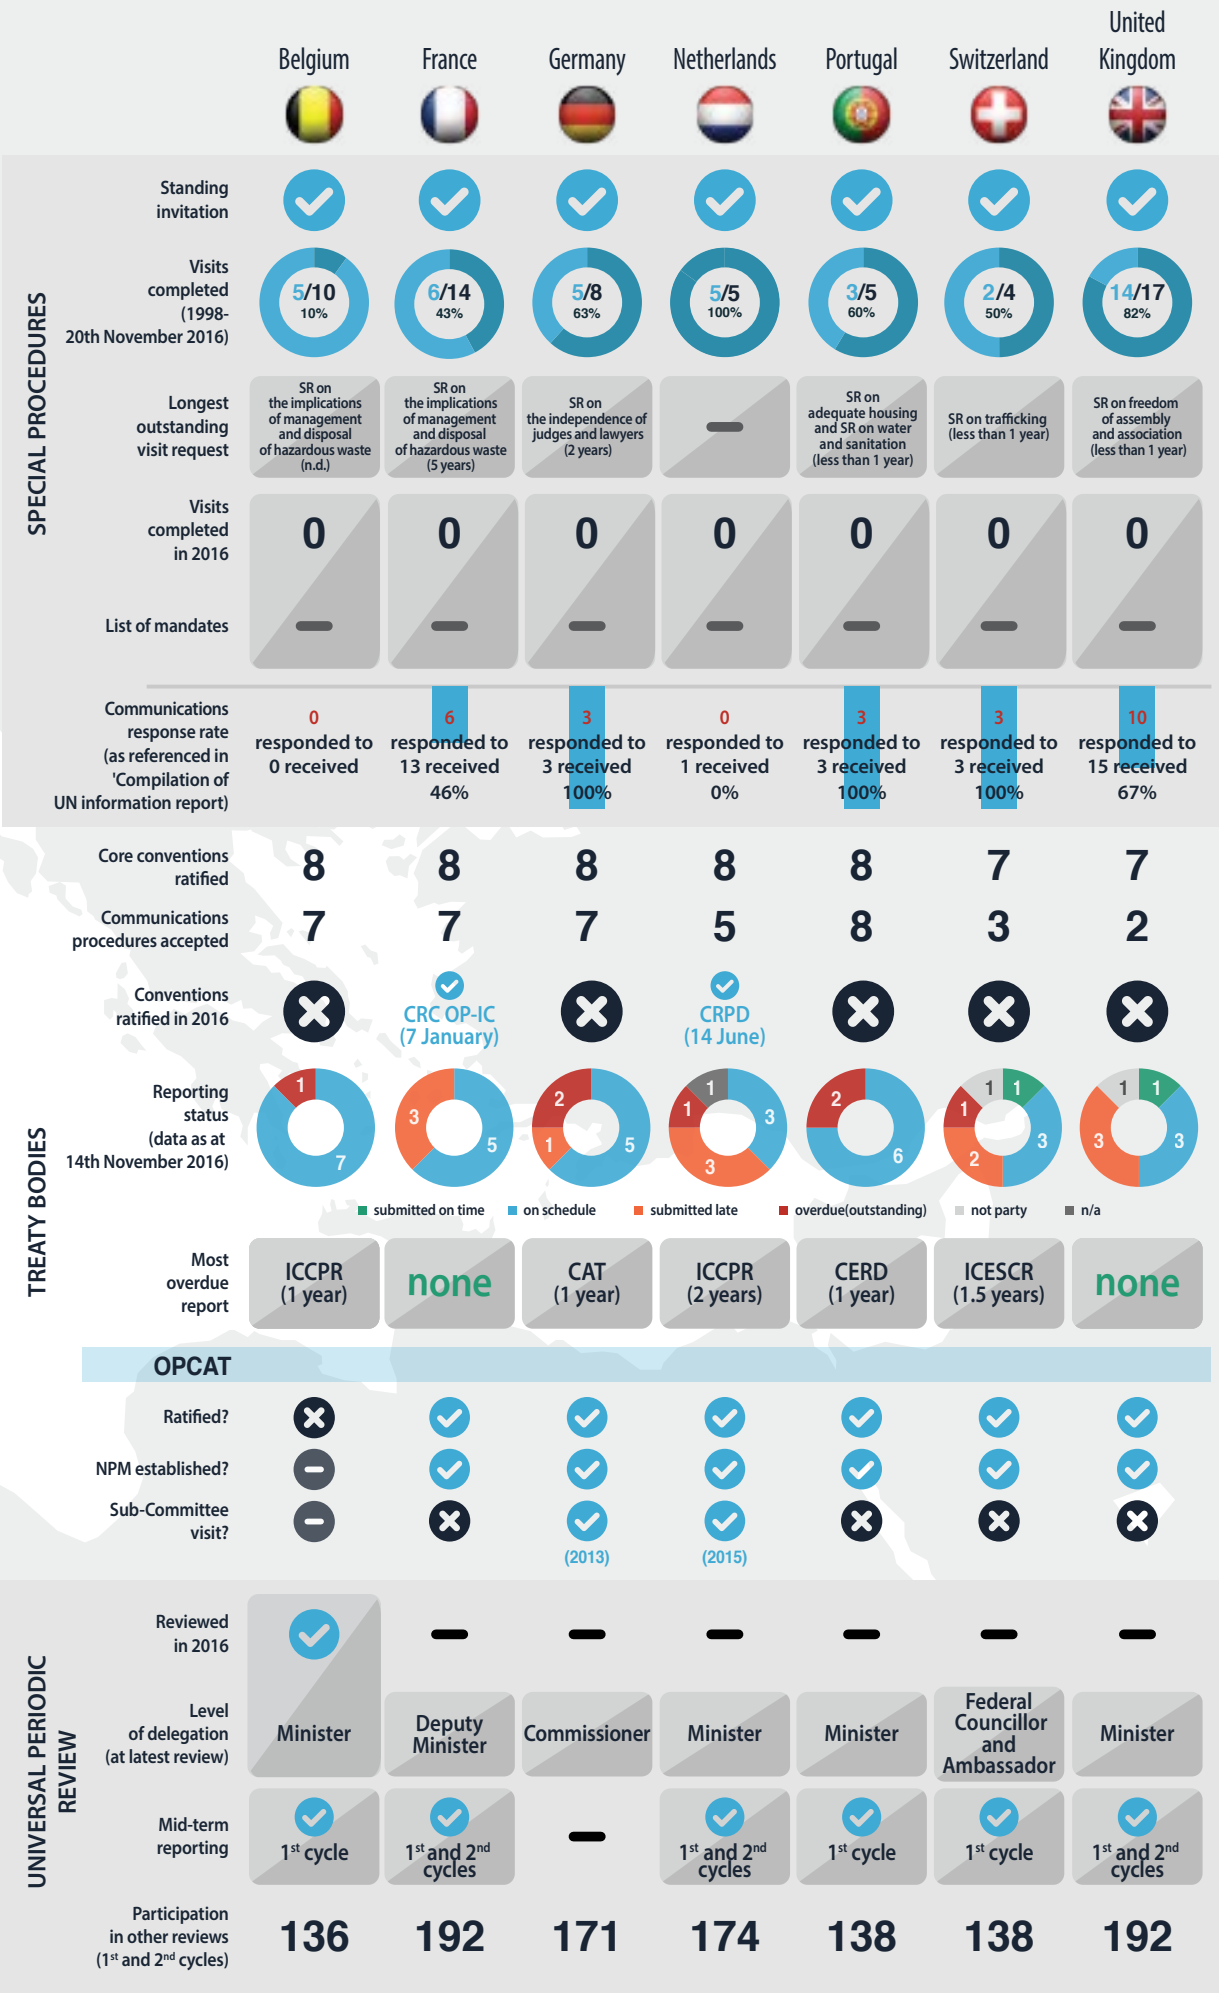 United
Belgium France Germany Netherlands Portugal Switzerland Kingdom
SPECIAL PROCEDURES
Standing
invitation
Visits
completed
(1998-
20th November 2016)
5/10 6/14 5/8 5/5 3/5 2/4 14/17
10% 43% 63% 100% 60% 50% 82%
Longest
outstanding
visit request
SR on
the implications
of management
and disposal
of hazardous waste
(n.d.)
SR on
the implications
of management
and disposal
of hazardous waste
(5 years)
SR on
the independence of
judges and lawyers
(2 years)
SR on
adequate housing
and SR on water
and sanitation
(less than 1 year)
SR on trafficking
(less than 1 year)
SR on freedom
of assembly
and association
(less than 1 year)
Visits
completed
in 2016
0 0 0 0 0 0 0
List of mandates
Communications
response rate
(as referenced in
'Compilation of
UN information report)
0 6 3 0 3 3 10
responded to responded to responded to responded to responded to responded to responded to
0 received 13 received 3 received 1 received 3 received 3 received 15 received
46% 100% 0% 100% 100% 67%
TREATY BODIES
Core conventions
ratified
8 8 8 8 8 7 7
Communications
procedures accepted
7 7 7 5 8 3 2
Conventions
ratified in 2016
CRC OP-IC
(7 January)
CRPD
(14 June)
Reporting
status
(data as at
14th November 2016)
1 7
3 5
2 1 5
1 1 3 3
2 6
1 1 1 3 2
1 1 3 3
submitted on time on schedule submitted late overdue(outstanding) not party n/a
Most
overdue
report
ICCPR
(1 year)
none
CAT
(1 year)
ICCPR
(2 years)
CERD
(1 year)
ICESCR
(1.5 years)
none
OPCAT
Ratified?
NPM established?
Sub-Committee
visit?
(2013) (2015)
UNIVERSAL PERIODIC
REVIEW
Reviewed
in 2016
Level
of delegation
(at latest review)
Minister
Deputy
Minister
Commissioner
Minister
Minister
Federal
Councillor
and
Ambassador
Minister
Mid-term
reporting
1st cycle
1st and 2nd
cycles
1st and 2nd
cycles
1st cycle
1st cycle
1st and 2nd
cycles
Participation
in other reviews
(1st and 2nd cycles)
136 192 171 174 138 138 192